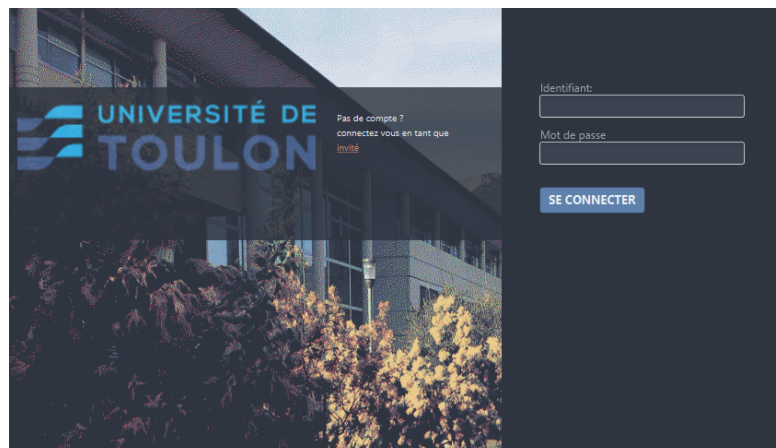 UNIVERSITÉ DE
TOULON
Pas de compte ?
connectez vous en tant que
invité
Identifiant:
Mot de passe
SE CONNECTER